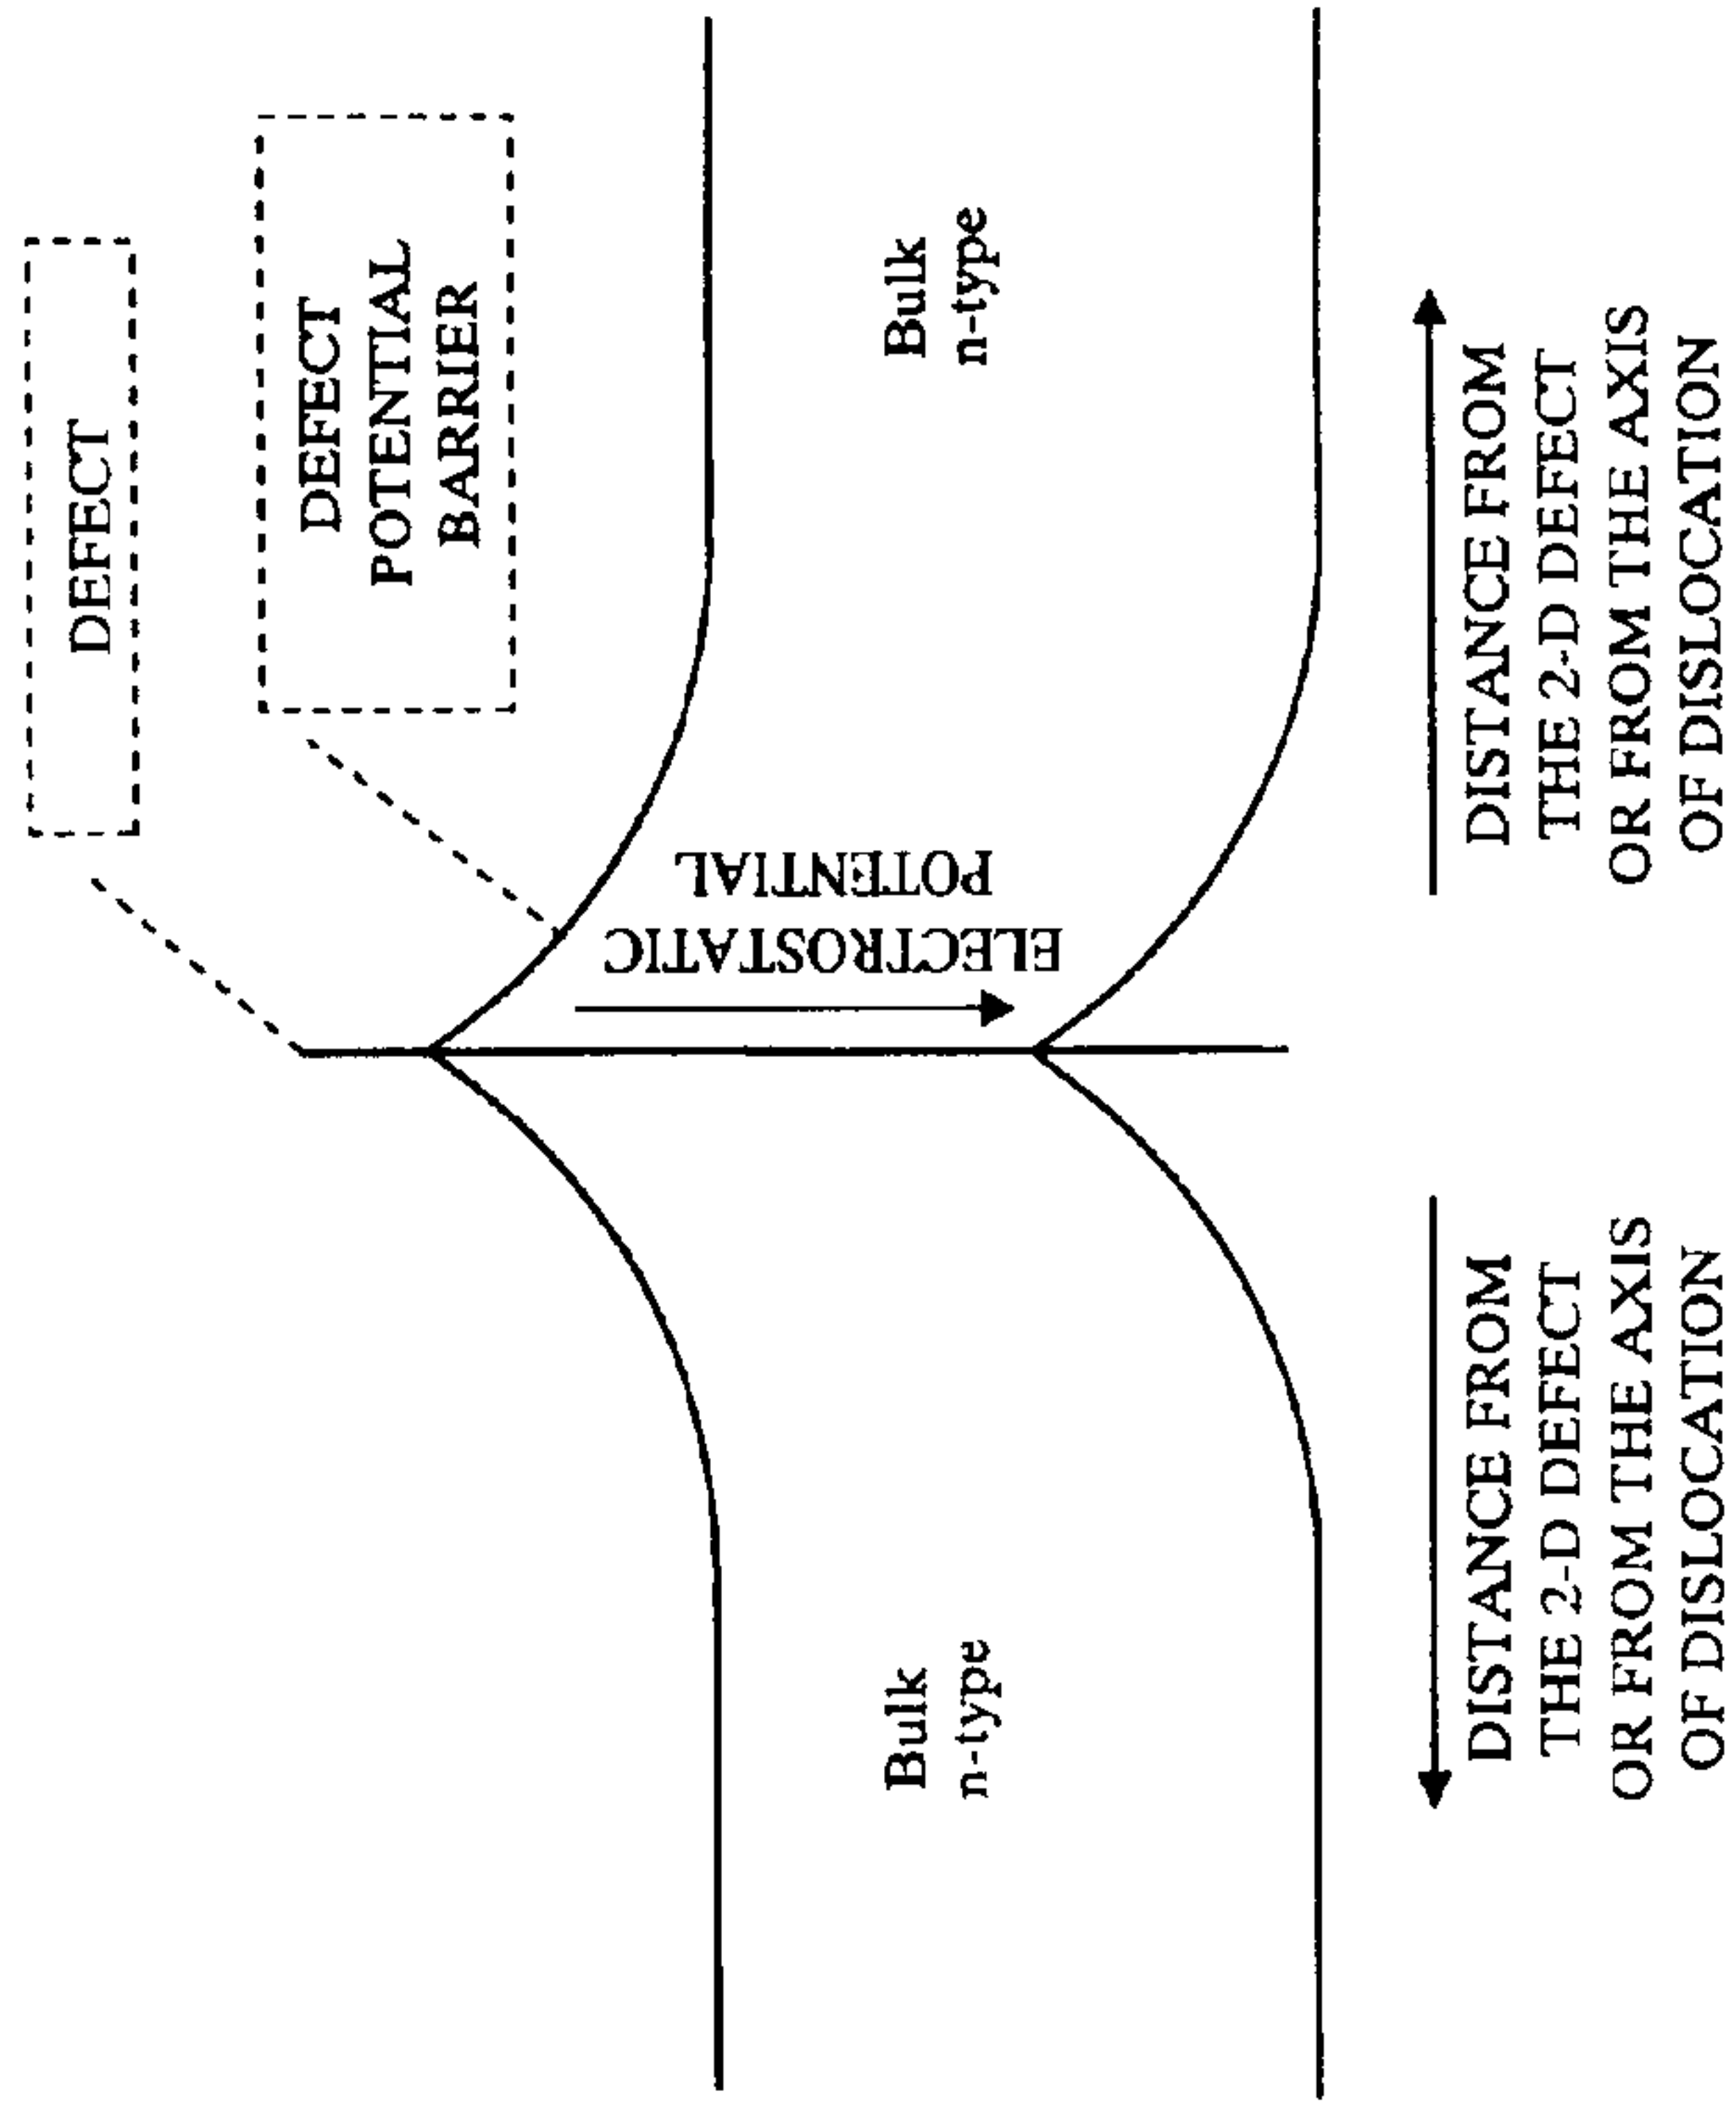 DEFECT
DEFECT
POTENTIAL
BARRIER
Bulk
n-type
ELECTROSTATIC
POTENTIAL
Bulk
n-type
DISTANCE FROM
THE 2-D DEFECT
OR FROM THE AXIS
OF DISLOCATION
DISTANCE FROM
THE 2-D DEFECT
OR FROM THE AXIS
OF DISLOCATION